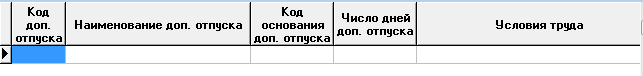 Код доп. отпуска
Наименование доп. отпуска
Код основания доп. отпуска
Число дней доп. отпуска
Условия труда